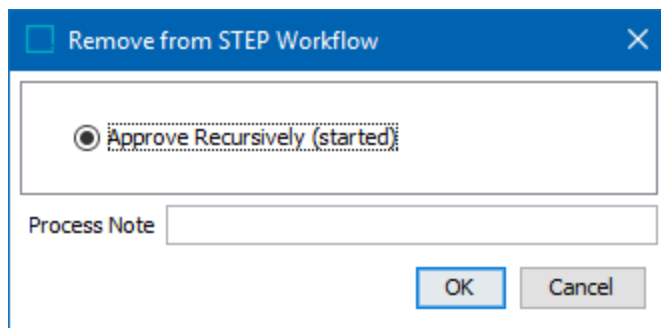 Remove from STEP Workflow
Approve Recursively (started)
Process Note
OK Cancel